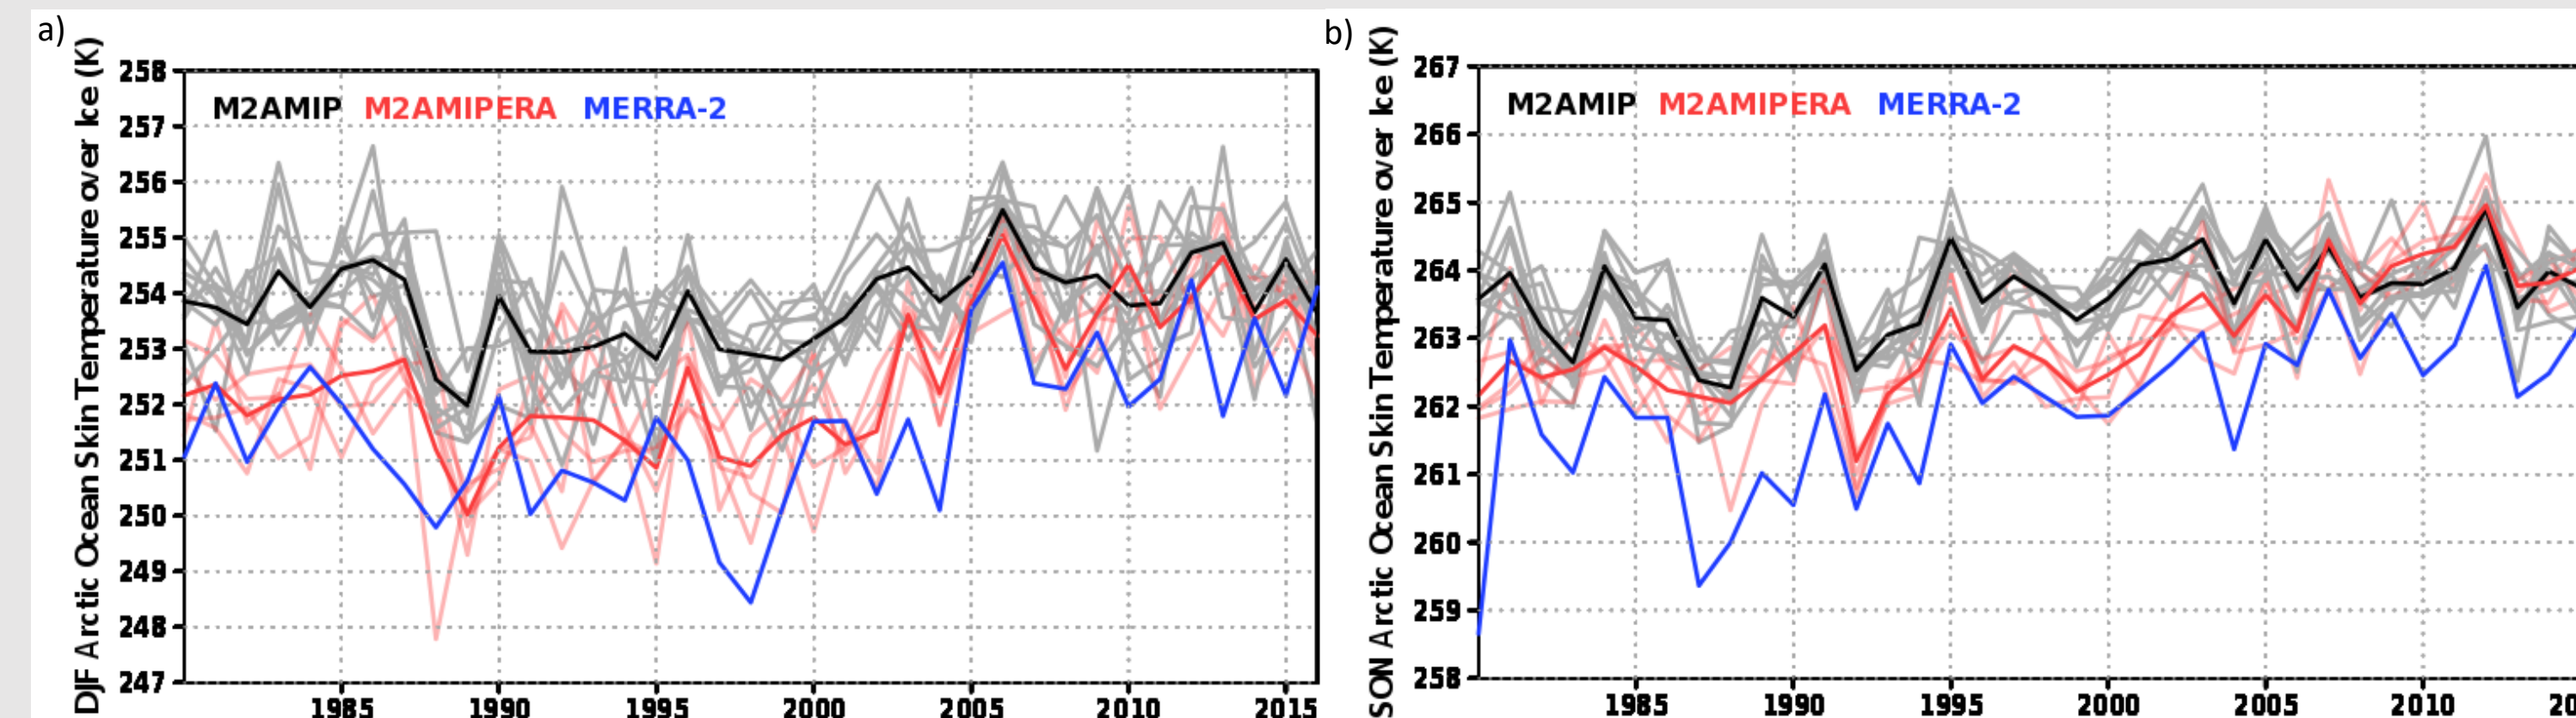 a)
DJF Arctic Ocean Skin Temperature over Ice (K)
258
257
256
255
254
253
252
251
250
249
248
247
M2AMIP M2AMIPERA MERRA-2
1985 1990 1995 2000 2005 2010 2015
b)
SON Arctic Ocean Skin Temperature over Ice (K)
267
266
265
264
263
262
261
260
259
258
M2AMIP M2AMIPERA MERRA-2
1985 1990 1995 2000 2005 2010 20